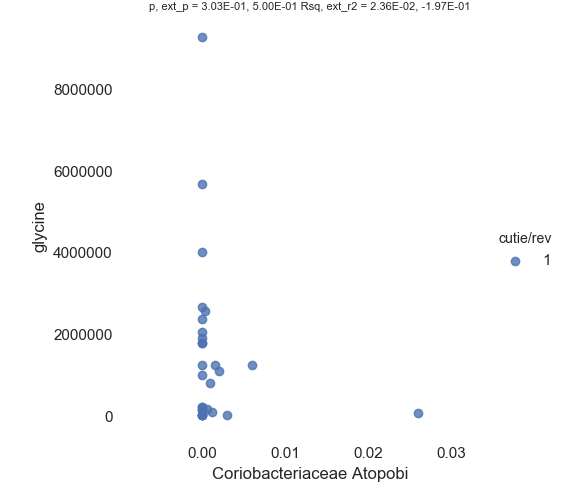 p, ext_p = 3.03E-01, 5.00E-01 Rsq, ext_r2 = 2.36E-02, -1.97E-01
8000000
6000000
4000000
2000000
0
glycine
cutie/rev
1
0.00 0.01 0.02 0.03
Coriobacteriaceae Atopobi